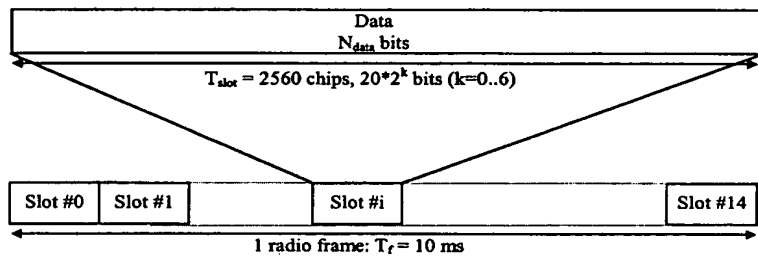 Data
N_data bits
T_slot = 2560 chips, 20*2^k bits (k=0..6)
Slot #0 Slot #1 Slot #i Slot #14
1 radio frame: T_f = 10 ms